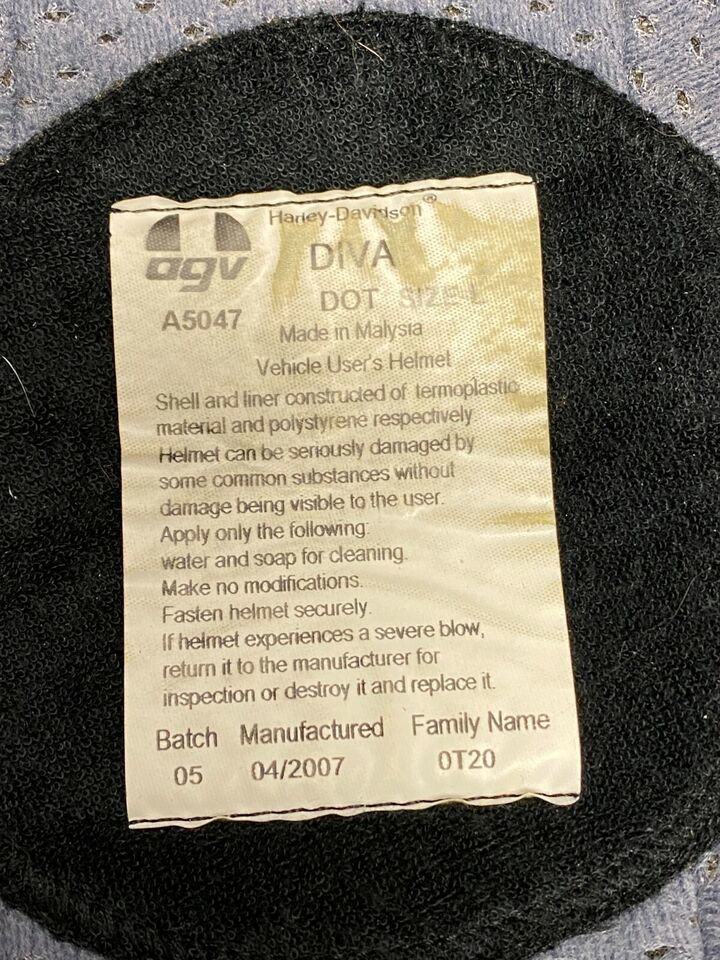 Harley-Davidson®
agv
DIVA
DOT SIZE-L
A5047
Made in Malysia
Vehicle User's Helmet
Shell and liner constructed of termoplastic
material and polystyrene respectively
Helmet can be seriously damaged by
some common substances without
damage being visible to the user.
Apply only the following:
water and soap for cleaning.
Make no modifications.
Fasten helmet securely.
If helmet experiences a severe blow,
return it to the manufacturer for
inspection or destroy it and replace it.
Batch Manufactured Family Name
05 04/2007 0T20